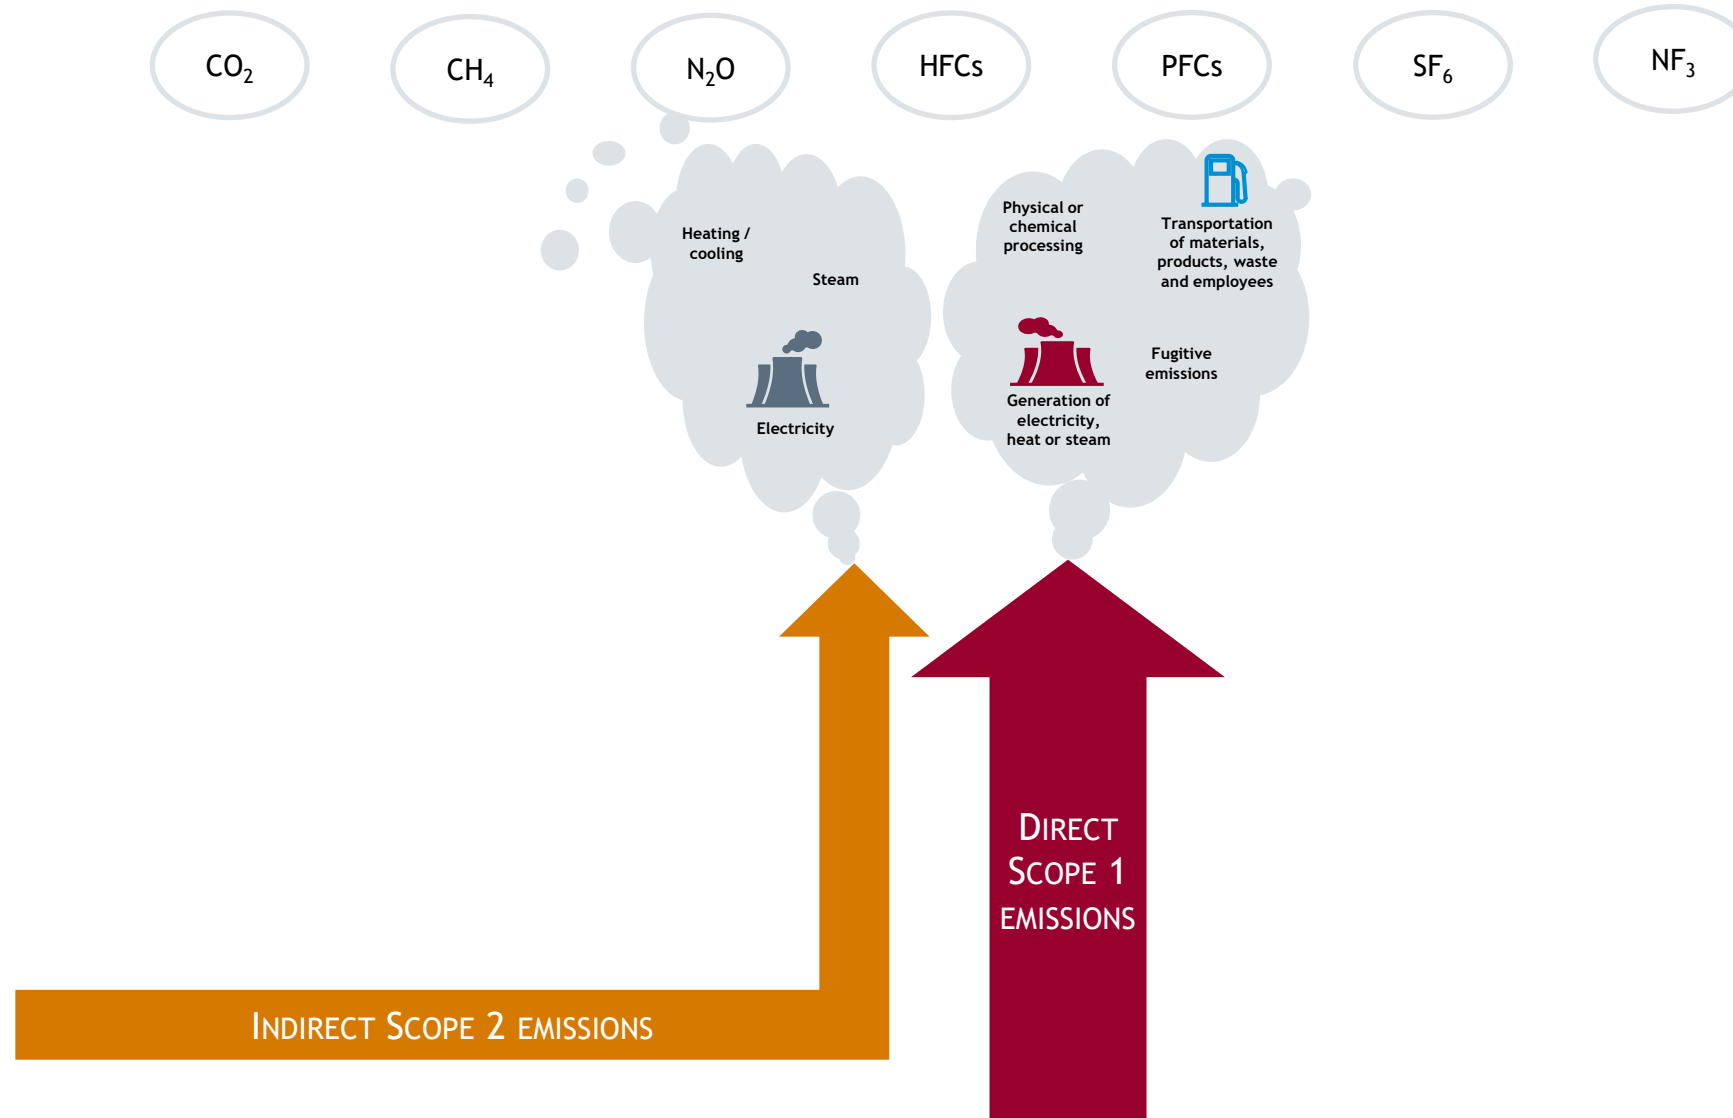 CO₂
CH₄
N₂O
HFCs
PFCs
SF₆
NF₃
Heating /
cooling
Steam
Electricity
Physical or
chemical
processing
Transportation
of materials,
products, waste
and employees
Fugitive
emissions
Generation of
electricity,
heat or steam
DIRECT
SCOPE 1
EMISSIONS
INDIRECT SCOPE 2 EMISSIONS